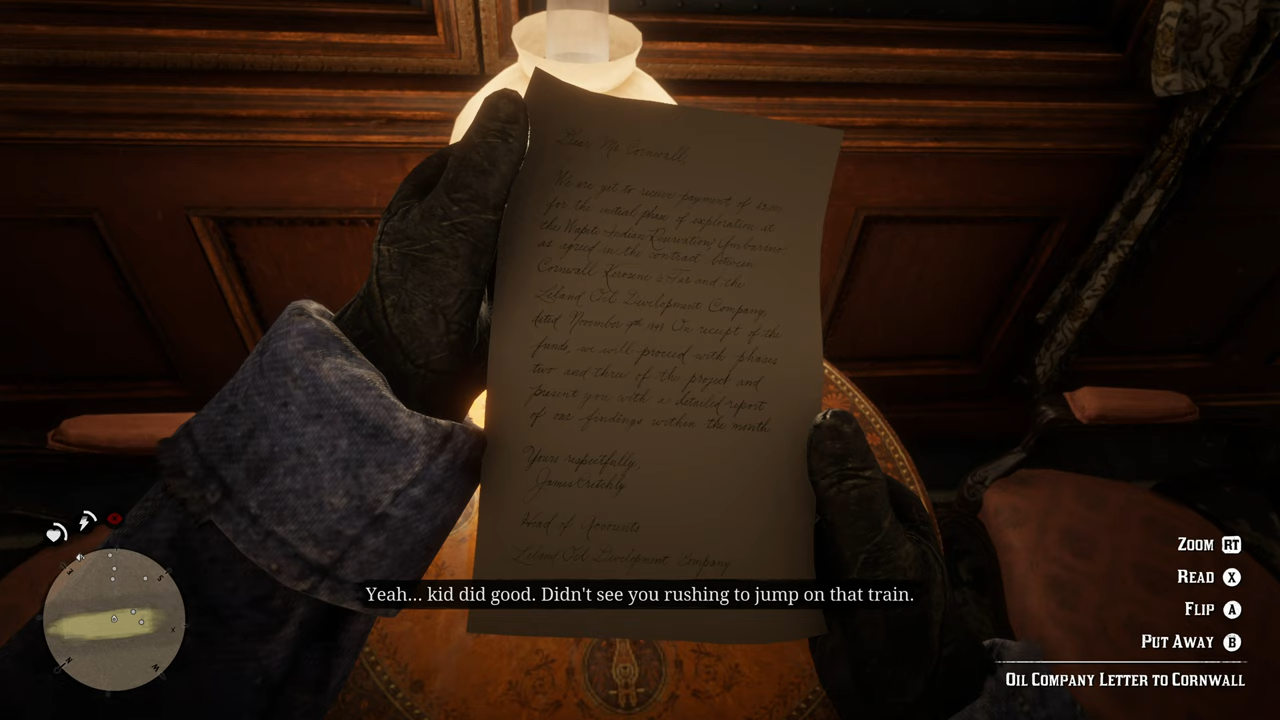 Dear Mr Cornwall,
We are yet to receive payment of
for the initial phase of exploration at
the Wapiti Indian Reservation, Ambarino
as agreed in the contract between
Cornwall Kerosene & Tar and the
Leland Oil Development Company,
dated November 9th On receipt of the
funds, we will proceed with phases
two and three of the project and
present you with a detailed report
of our findings within the month
Yours respectfully,
James
Head of Accounts
Leland Oil Development Company
Yeah... kid did good. Didn't see you rushing to jump on that train.
ZOOM RT
READ X
FLIP A
PUT AWAY B
OIL COMPANY LETTER TO CORNWALL